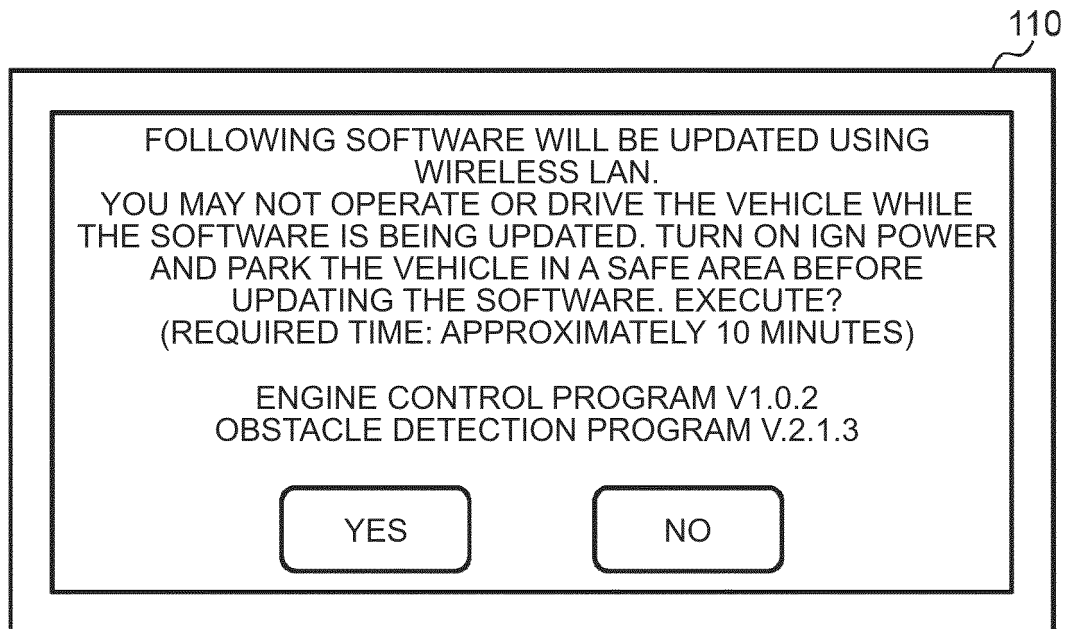 110
FOLLOWING SOFTWARE WILL BE UPDATED USING
WIRELESS LAN.
YOU MAY NOT OPERATE OR DRIVE THE VEHICLE WHILE
THE SOFTWARE IS BEING UPDATED. TURN ON IGN POWER
AND PARK THE VEHICLE IN A SAFE AREA BEFORE
UPDATING THE SOFTWARE. EXECUTE?
(REQUIRED TIME: APPROXIMATELY 10 MINUTES)
ENGINE CONTROL PROGRAM V1.0.2
OBSTACLE DETECTION PROGRAM V.2.1.3
YES NO